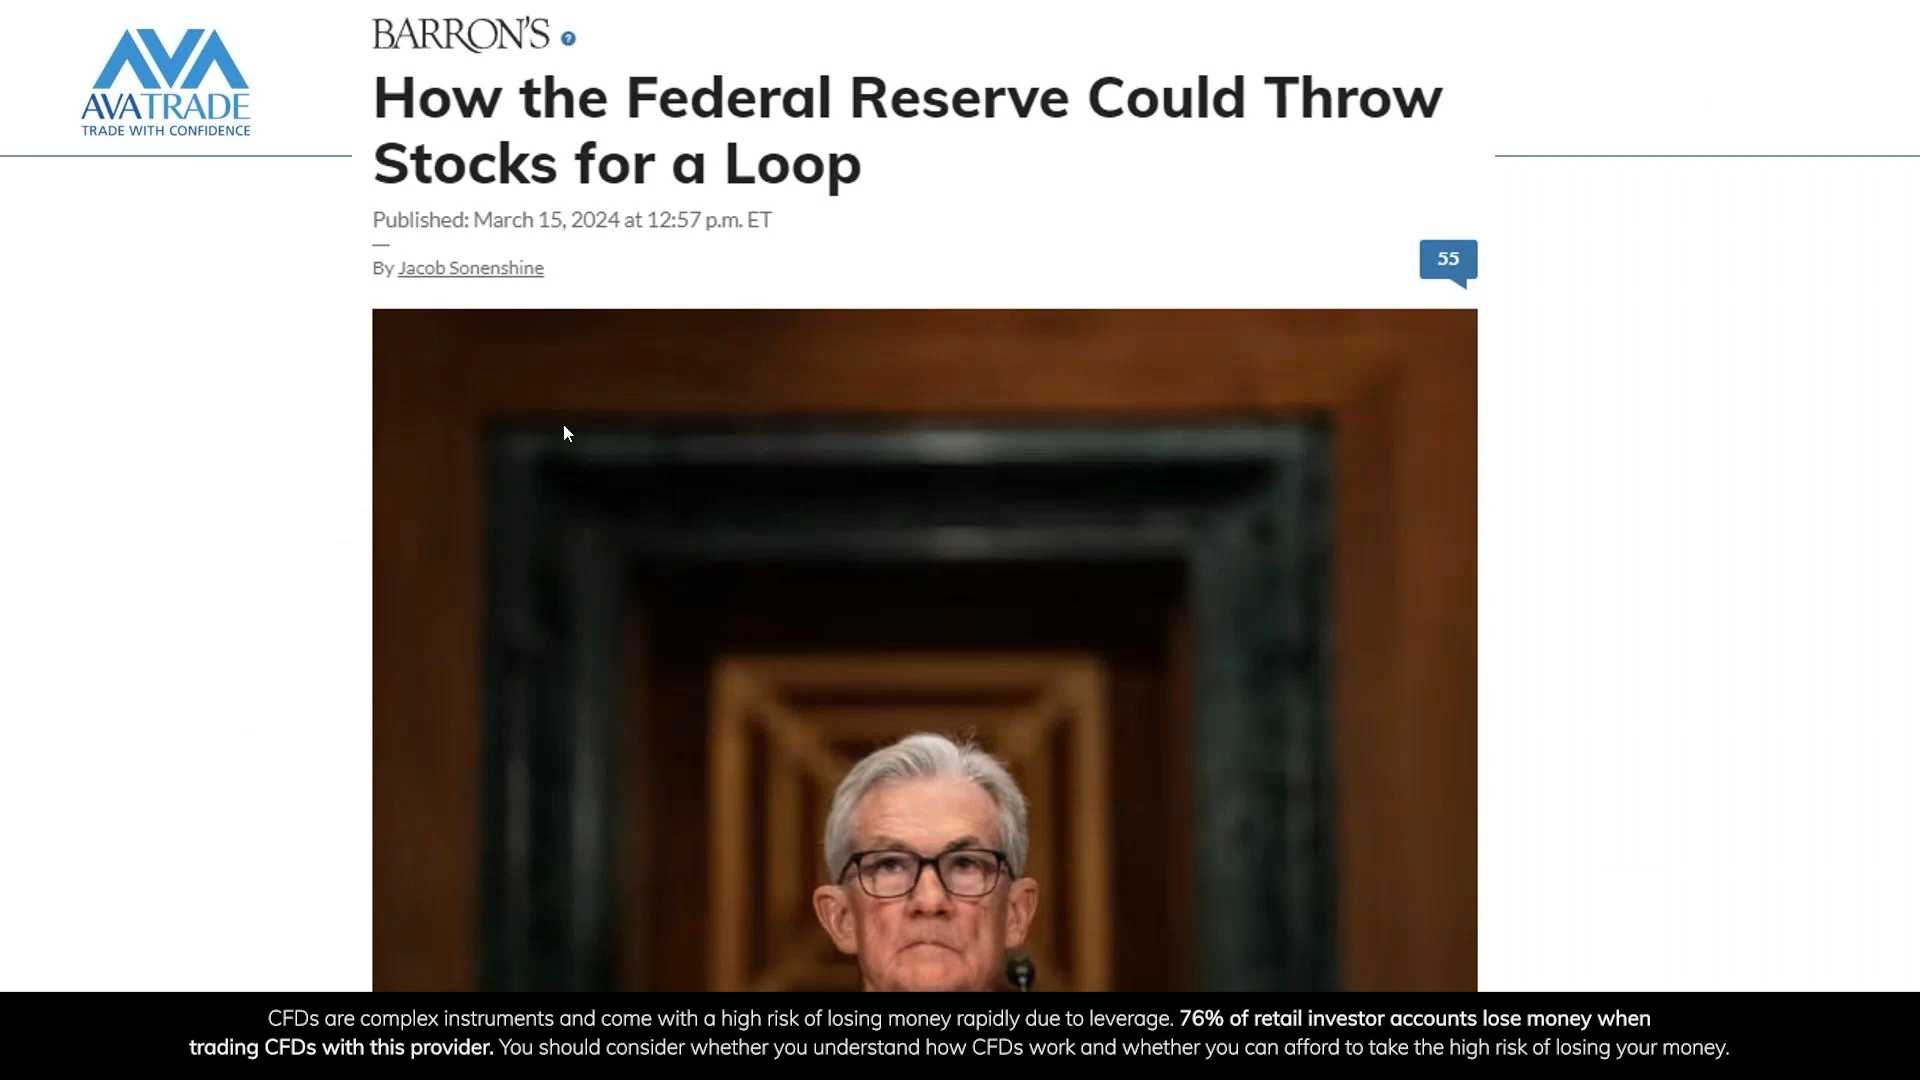 AVATRADE
TRADE WITH CONFIDENCE
BARRON'S ?
How the Federal Reserve Could Throw
Stocks for a Loop
Published: March 15, 2024 at 12:57 p.m. ET
—
By Jacob Sonenshine
55
CFDs are complex instruments and come with a high risk of losing money rapidly due to leverage. 76% of retail investor accounts lose money when
trading CFDs with this provider. You should consider whether you understand how CFDs work and whether you can afford to take the high risk of losing your money.